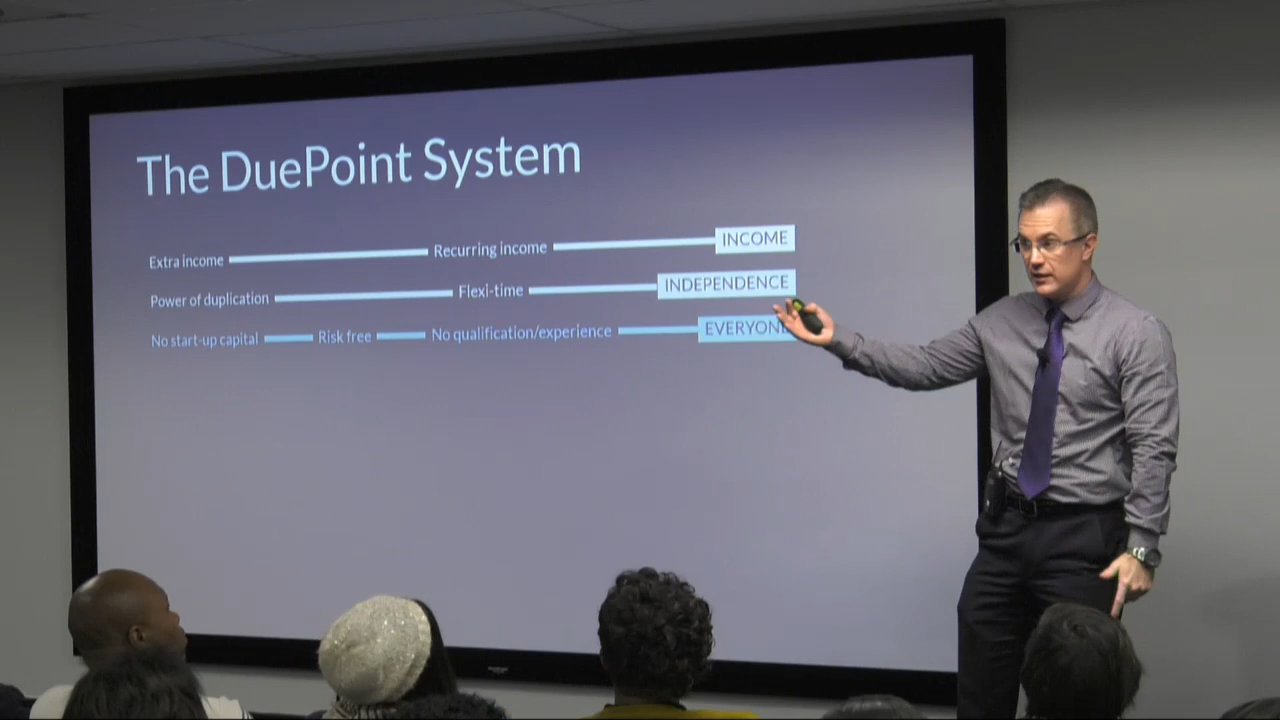 The DuePoint System
Extra income Recurring income INCOME
Power of duplication Flexi-time INDEPENDENCE
No start-up capital Risk free No qualification/experience EVERYONE